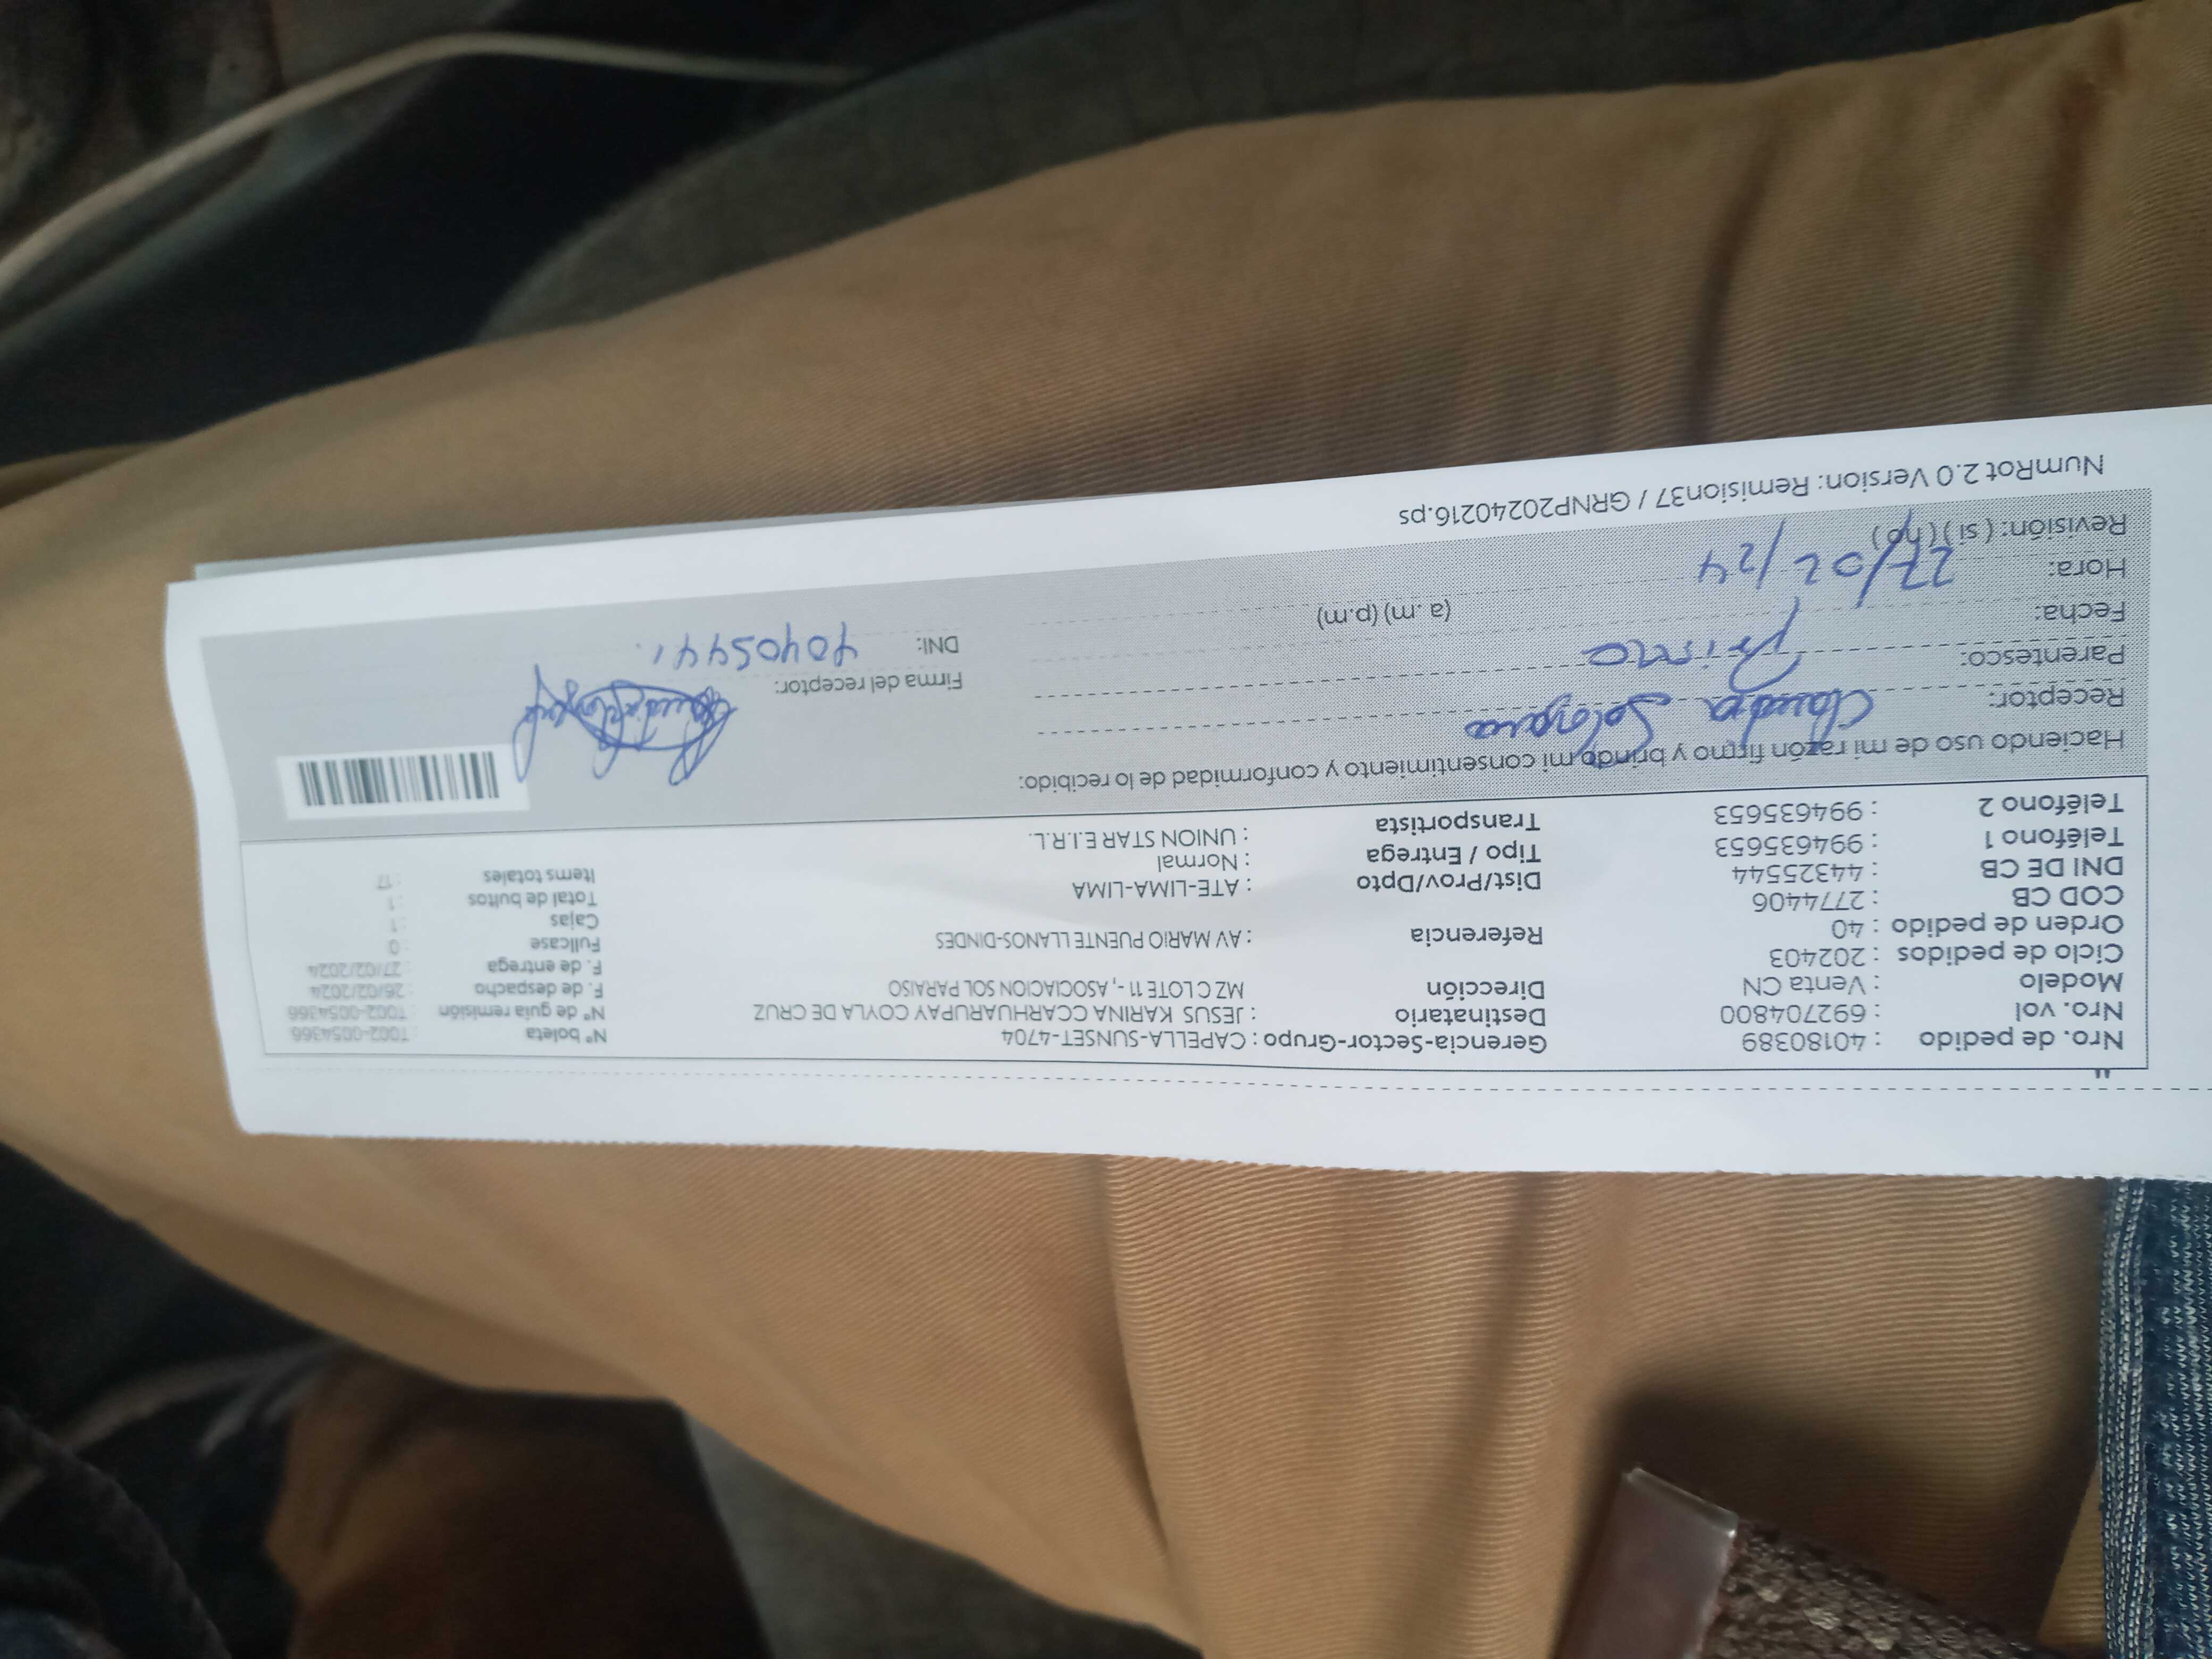 Nro. de pedido : 40180389 Gerencia-Sector-Grupo : CAPELLA-SUNSET-4704 N° boleta : T002-0054366
Nro. vol : 692704800 Destinatario : JESUS KARINA CCARHUARUPAY COYLA DE CRUZ N° de guia remisión : T002-0054366
Modelo : Venta CN Dirección MZ C LOTE 11 -, ASOCIACION SOL PARAISO F. de despacho : 26/02/2024
Ciclo de pedidos : 202403 F. de entrega : 27/02/2024
Orden de pedido : 40 Referencia : AV MARIO PUENTE LLANOS-DINDES Fullcase : 0
COD CB : 2774406 Cajas : 1
DNI DE CB : 44325544 Dist/Prov/Dpto : ATE-LIMA-LIMA Total de bultos : 1
Teléfono 1 : 994635653 Tipo / Entrega : Normal Items totales : 17
Teléfono 2 : 994635653 Transportista : UNION STAR E.I.R.L.
Haciendo uso de mi razón firmo y brindo mi consentimiento y conformidad de lo recibido:
Receptor: Claudia Solorzano
Parentesco: Prima Firma del receptor:
Fecha: 27/02/24 DNI: 40405441
Hora: (a.m) (p.m)
Revisión: ( si ) ( no )
NumRot 2.0 Version: Remision37 / GRNP20240216.ps